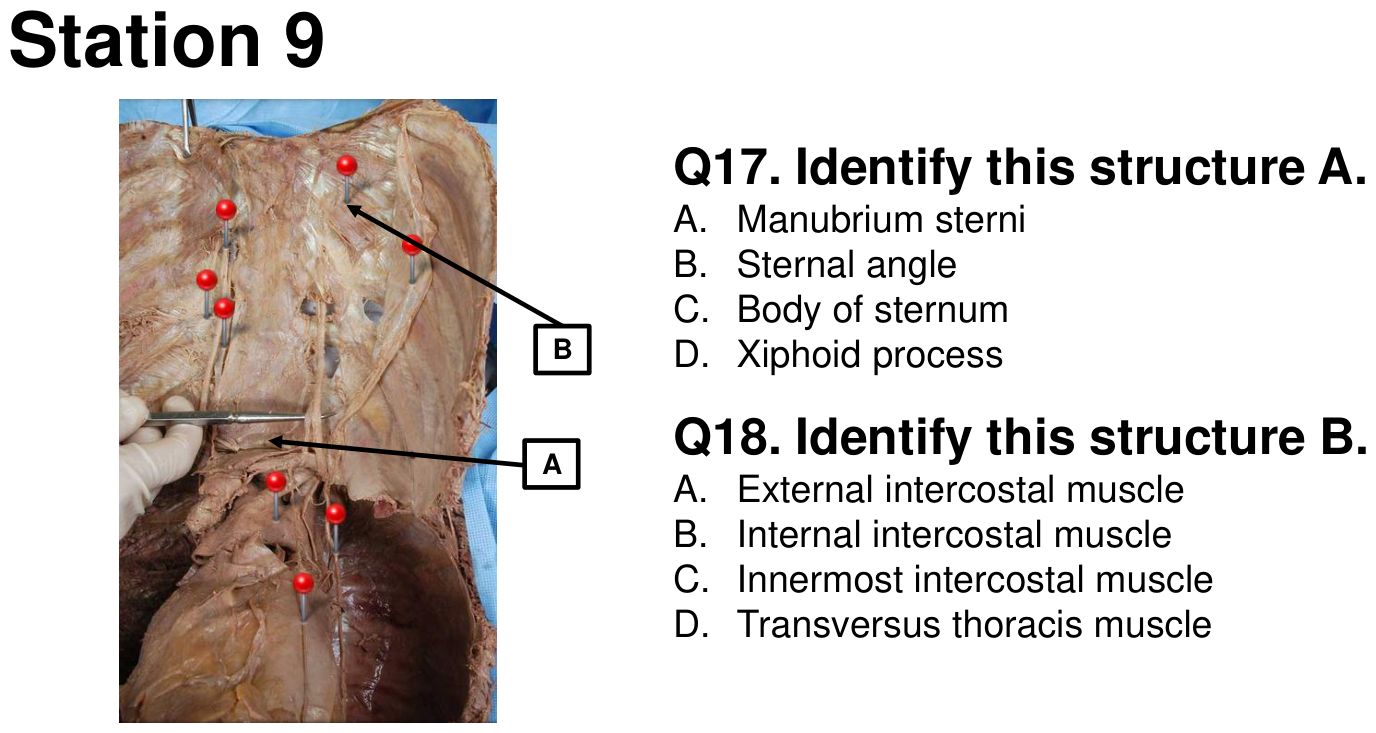 Station 9
Q17. Identify this structure A.
A. Manubrium sterni
B. Sternal angle
C. Body of sternum
D. Xiphoid process
B
A
Q18. Identify this structure B.
A. External intercostal muscle
B. Internal intercostal muscle
C. Innermost intercostal muscle
D. Transversus thoracis muscle